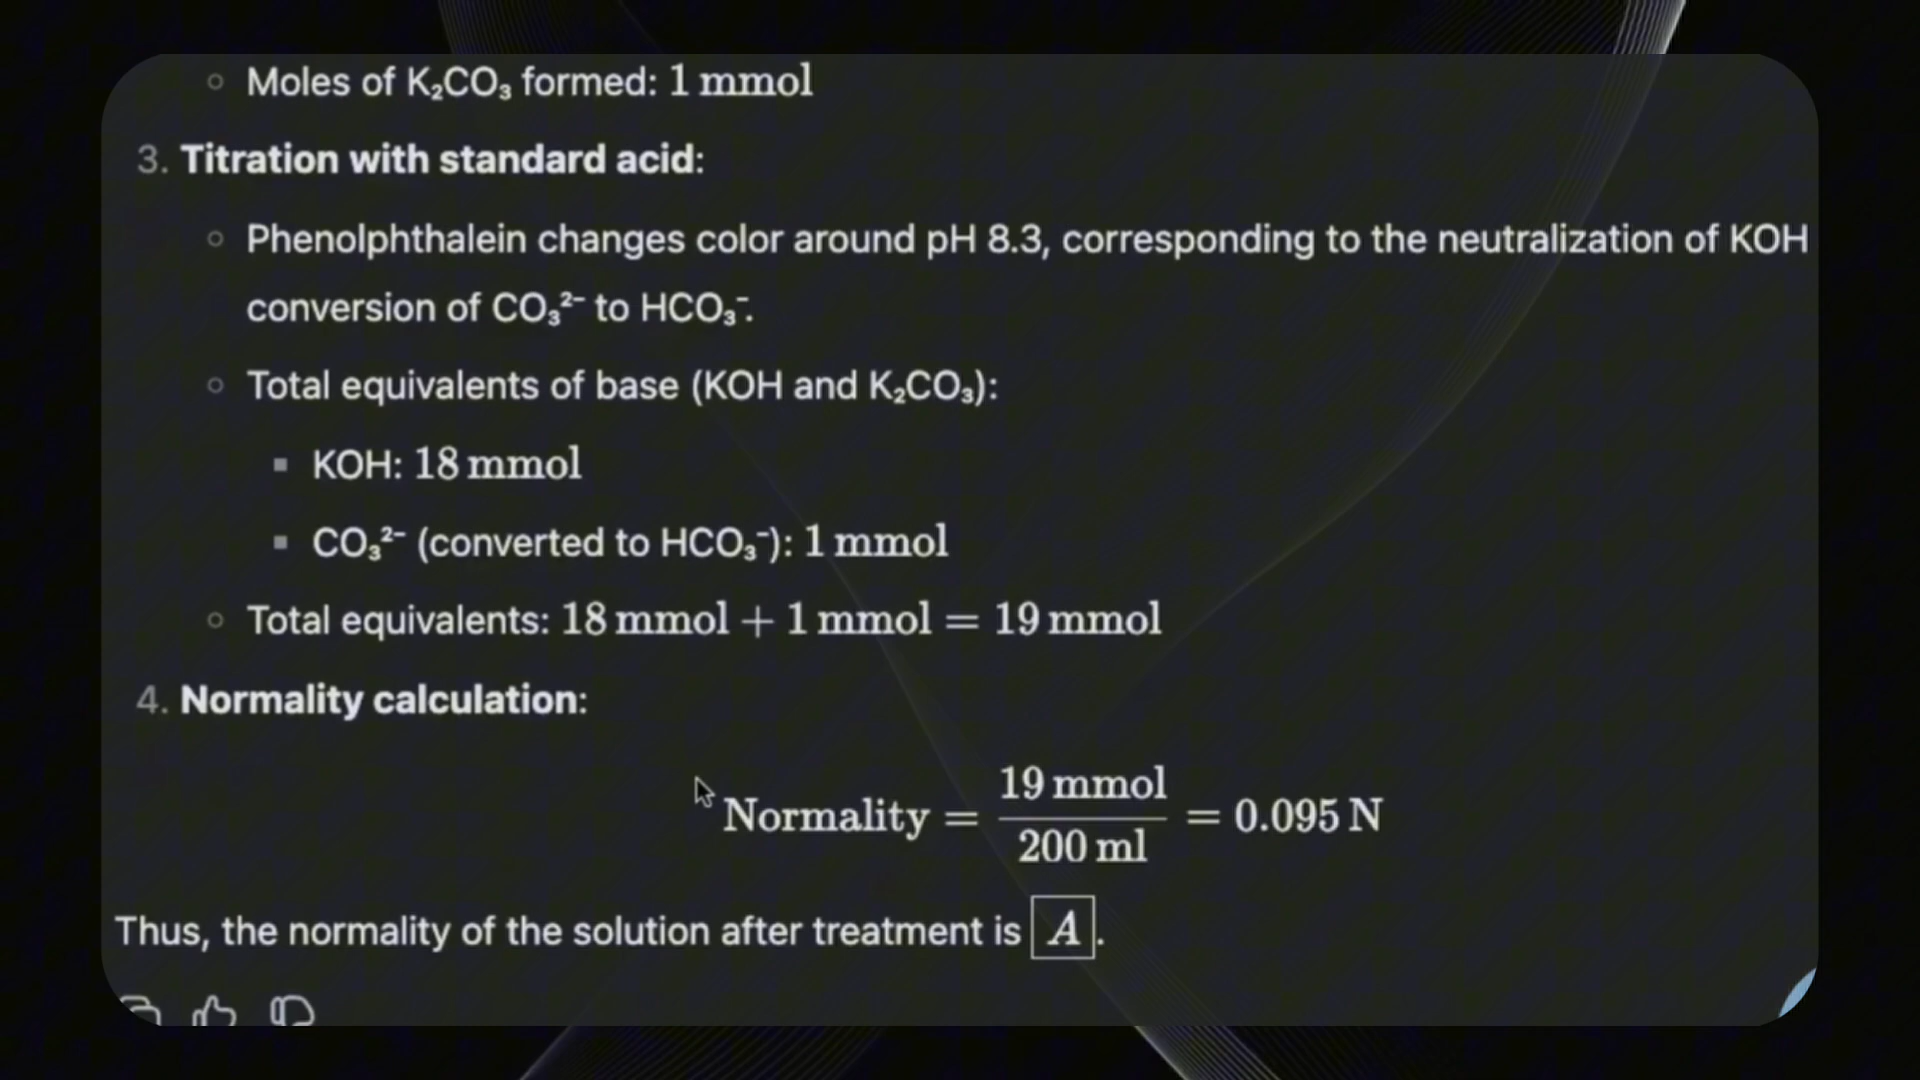 ○ Moles of K₂CO₃ formed: 1 mmol
3. Titration with standard acid:
○ Phenolphthalein changes color around pH 8.3, corresponding to the neutralization of KOH
conversion of CO₃²⁻ to HCO₃⁻.
○ Total equivalents of base (KOH and K₂CO₃):
▪ KOH: 18 mmol
▪ CO₃²⁻ (converted to HCO₃⁻): 1 mmol
○ Total equivalents: 18 mmol + 1 mmol = 19 mmol
4. Normality calculation:
Normality = 19 mmol / 200 ml = 0.095 N
Thus, the normality of the solution after treatment is A.